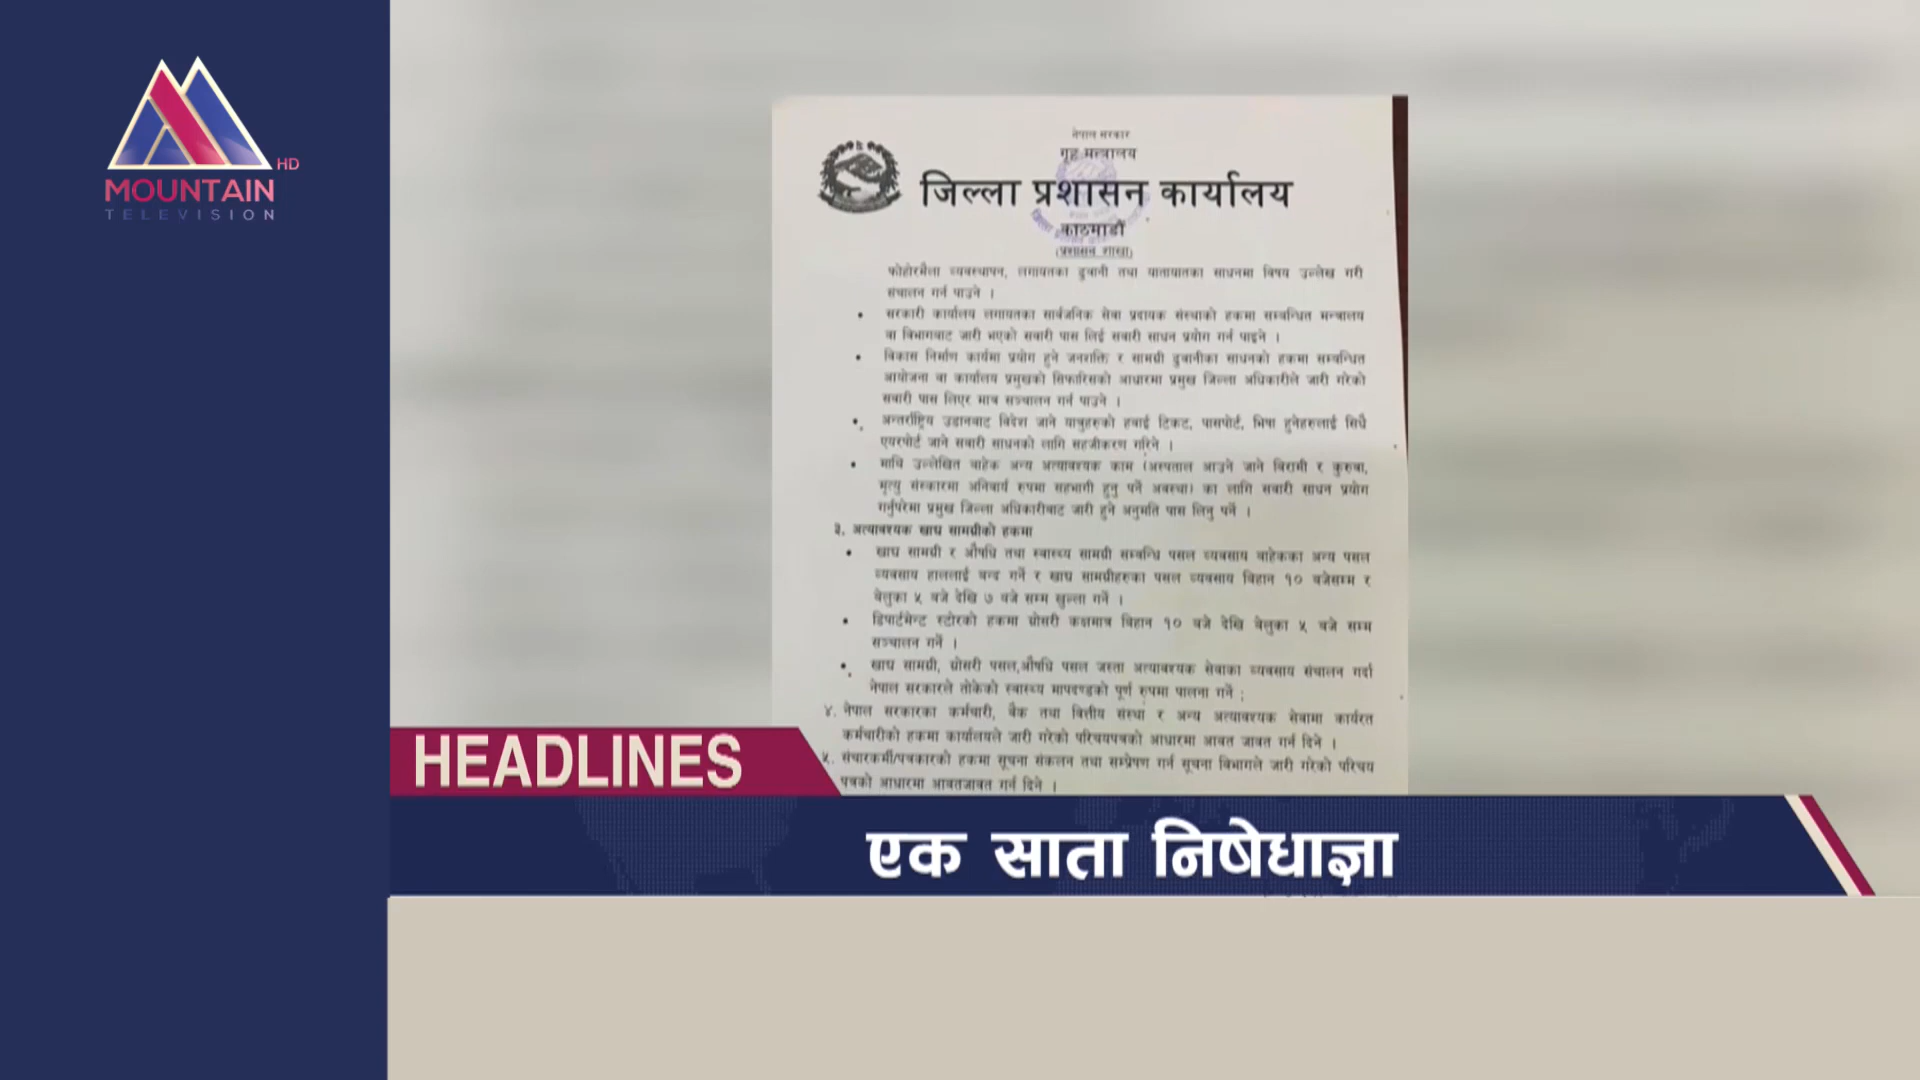 HD
MOUNTAIN
TELEVISION
नेपाल सरकार
गृह मन्त्रालय
जिल्ला प्रशासन कार्यालय
काठमाडौं
(प्रशासन शाखा)
फोहोरमैला व्यवस्थापन, लगायतका ढुवानी तथा यातायातका साधनमा विषय उल्लेख गरी
संचालन गर्न पाउने ।
• सरकारी कार्यालय लगायतका सार्वजनिक सेवा प्रदायक संस्थाको हकमा सम्बन्धित मन्त्रालय
वा विभागबाट जारी भएको सवारी पास लिई सवारी साधन प्रयोग गर्न पाइने ।
• विकास निर्माण कार्यमा प्रयोग हुने जनशक्ति र सामग्री ढुवानीका साधनको हकमा सम्बन्धित
आयोजना वा कार्यालय प्रमुखको सिफारिसको आधारमा प्रमुख जिल्ला अधिकारीले जारी गरेको
सवारी पास लिएर मात्र सञ्चालन गर्न पाउने ।
• अन्तर्राष्ट्रिय उडानबाट विदेश जाने यात्रुहरुको हवाई टिकट, पासपोर्ट, भिषा हुनेहरुलाई सिधै
एयरपोर्ट जाने सवारी साधनको लागि सहजीकरण गरिने ।
• माथि उल्लेखित बाहेक अन्य अत्यावश्यक काम (अस्पताल आउने जाने बिरामी र कुरुवा,
मृत्यु संस्कारमा अनिवार्य रुपमा सहभागी हुनु पर्ने अवस्था) का लागि सवारी साधन प्रयोग
गर्नुपरेमा प्रमुख जिल्ला अधिकारीबाट जारी हुने अनुमति पास लिनु पर्ने ।
३. अत्यावश्यक खाद्य सामग्रीको हकमा
• खाद्य सामग्री र औषधि तथा स्वास्थ्य सामग्री सम्बन्धि पसल व्यवसाय बाहेकका अन्य पसल
व्यवसाय हाललाई बन्द गर्ने र खाद्य सामग्रीहरुका पसल व्यवसाय बिहान १० बजेसम्म र
बेलुका ५ बजे देखि ७ बजे सम्म खुल्ला गर्ने ।
• डिपार्टमेन्ट स्टोरको हकमा ग्रोसरी कक्षमात्र बिहान १० बजे देखि बेलुका ५ बजे सम्म
सञ्चालन गर्ने ।
• खाद्य सामग्री, ग्रोसरी पसल,औषधि पसल जस्ता अत्यावश्यक सेवाका व्यवसाय संचालन गर्दा
नेपाल सरकारले तोकेको स्वास्थ्य मापदण्डको पूर्ण रुपमा पालना गर्ने ;
४. नेपाल सरकारका कर्मचारी, बैंक तथा वित्तीय संस्था र अन्य अत्यावश्यक सेवामा कार्यरत
कर्मचारीको हकमा कार्यालयले जारी गरेको परिचयपत्रको आधारमा आवत जावत गर्न दिने ।
५. संचारकर्मी/पत्रकारको हकमा सूचना संकलन तथा सम्प्रेषण गर्न सूचना विभागले जारी गरेको परिचय
पत्रको आधारमा आवतजावत गर्न दिने ।
HEADLINES
एक साता निषेधाज्ञा